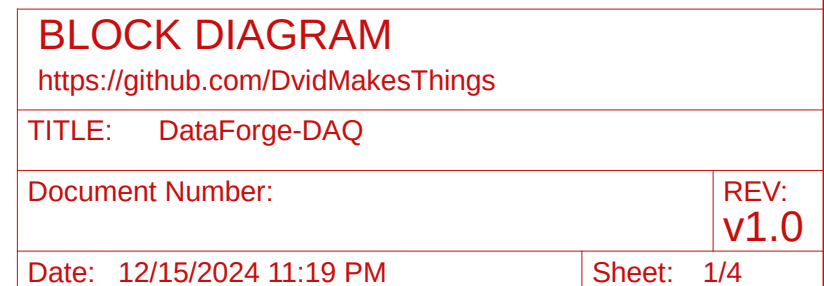 BLOCK DIAGRAM
https://github.com/DvidMakesThings
TITLE: DataForge-DAQ
Document Number:
REV:
v1.0
Date: 12/15/2024 11:19 PM
Sheet: 1/4